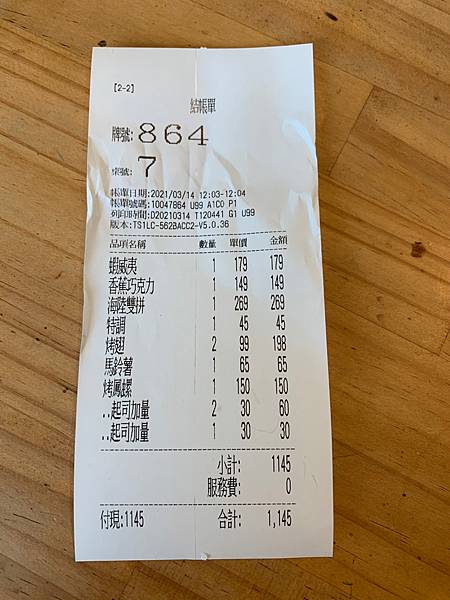 [2-2]
結帳單
牌號:864
桌號:7
帳單日期:2021/03/14 12:03-12:04
帳單號碼:10047864 U99 A1C0 P1
列印時間:D20210314 T120441 G1 U99
版本:TS1LC-562BACC2-V5.0.36
品項名稱 數量 單價 金額
蝦威夷 1 179 179
香蕉巧克力 1 149 149
海陸雙拼 1 269 269
特調 1 45 45
烤翅 2 99 198
馬鈴薯 1 65 65
烤鳳螺 1 150 150
..起司加量 2 30 60
..起司加量 1 30 30
小計: 1145
服務費: 0
付現:1145 合計: 1,145